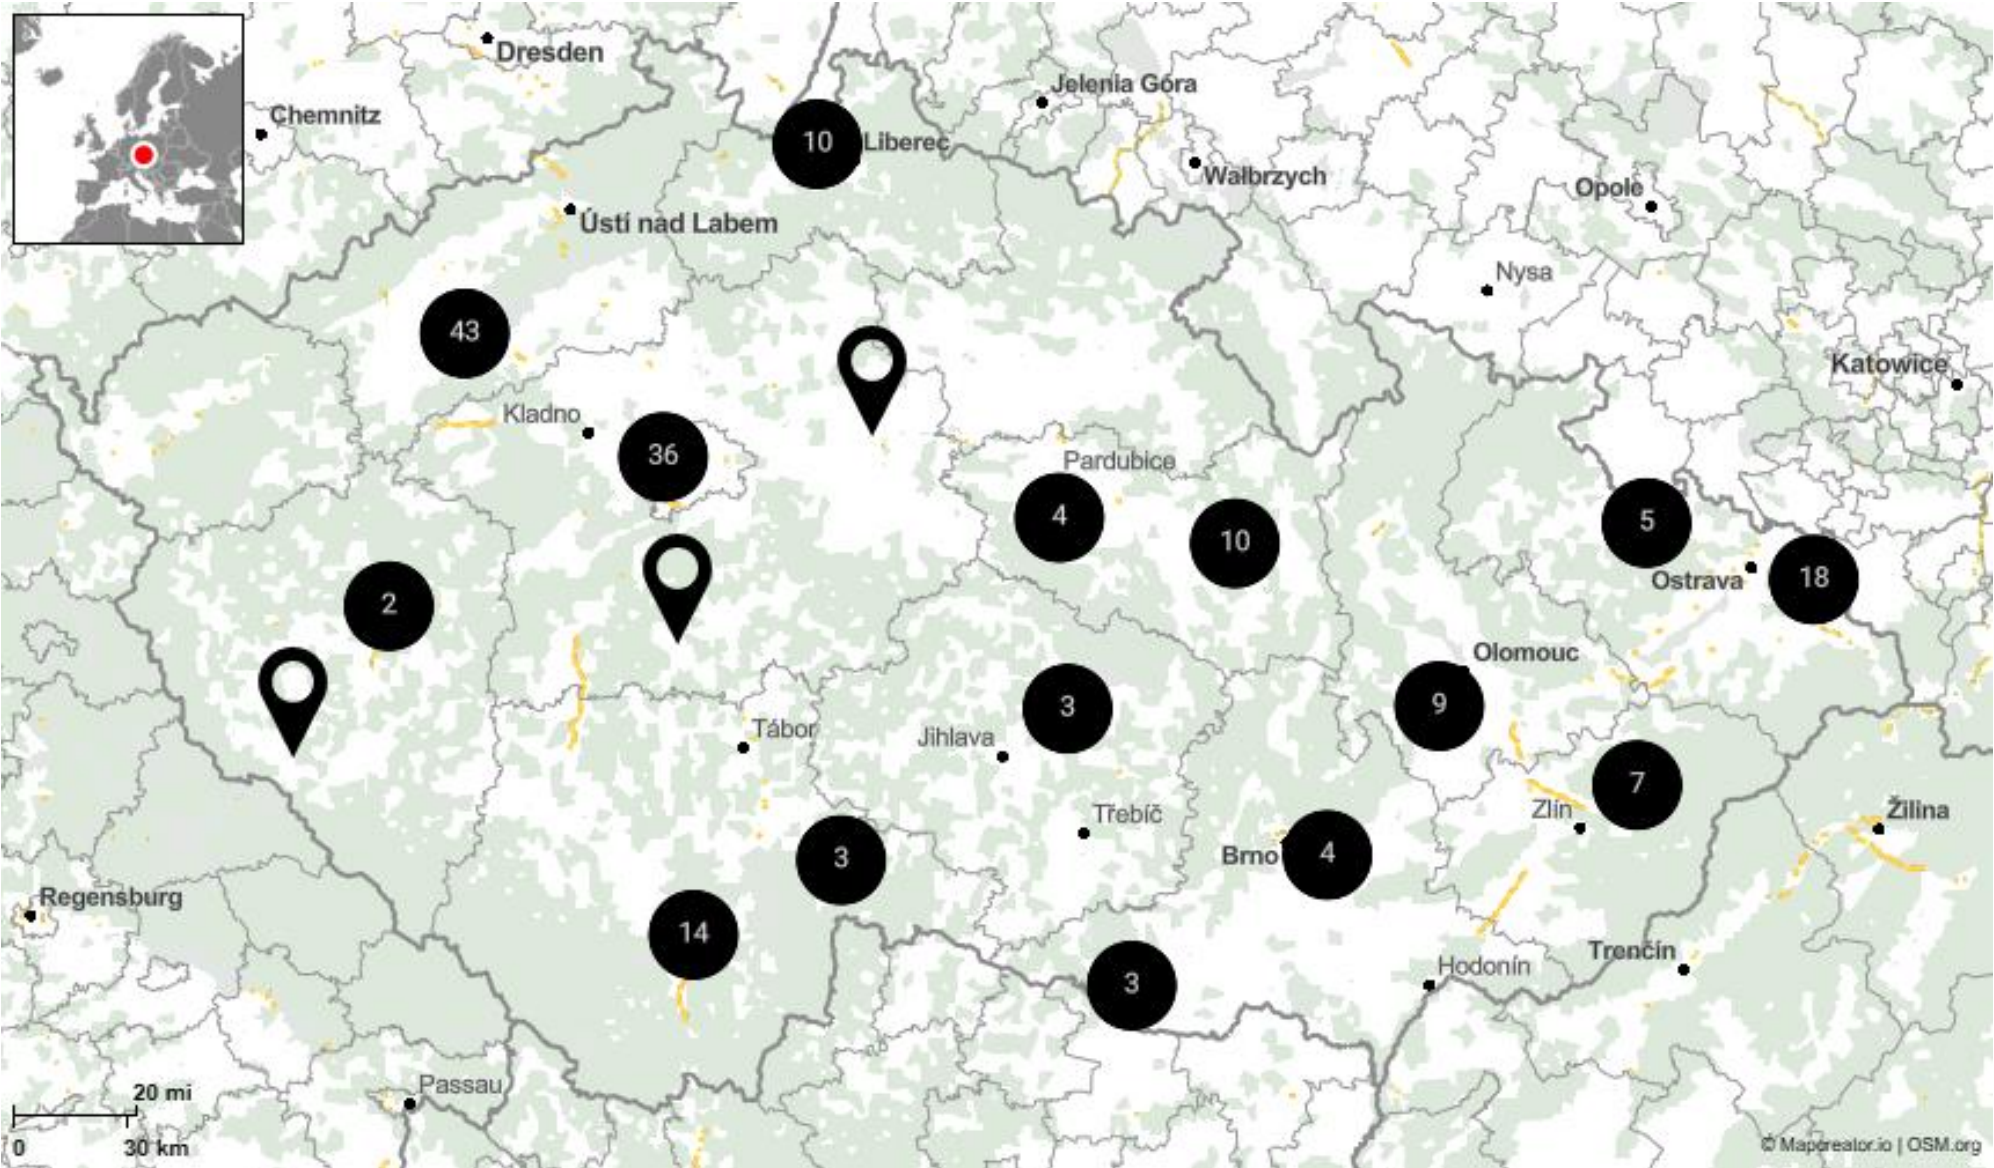 Dresden
Chemnitz
Jelenia Góra
10
Liberec
Wałbrzych
Opole
Ústí nad Labem
Nysa
43
Katowice
Kladno
36
Pardubice
4
10
5
Ostrava
18
2
Olomouc
9
3
Tábor
Jihlava
7
Zlín
Třebíč
Žilina
3
Brno
4
Regensburg
14
Trenčín
Hodonín
3
Passau
20 mi
0
30 km
© Mapcreator.io | OSM.org